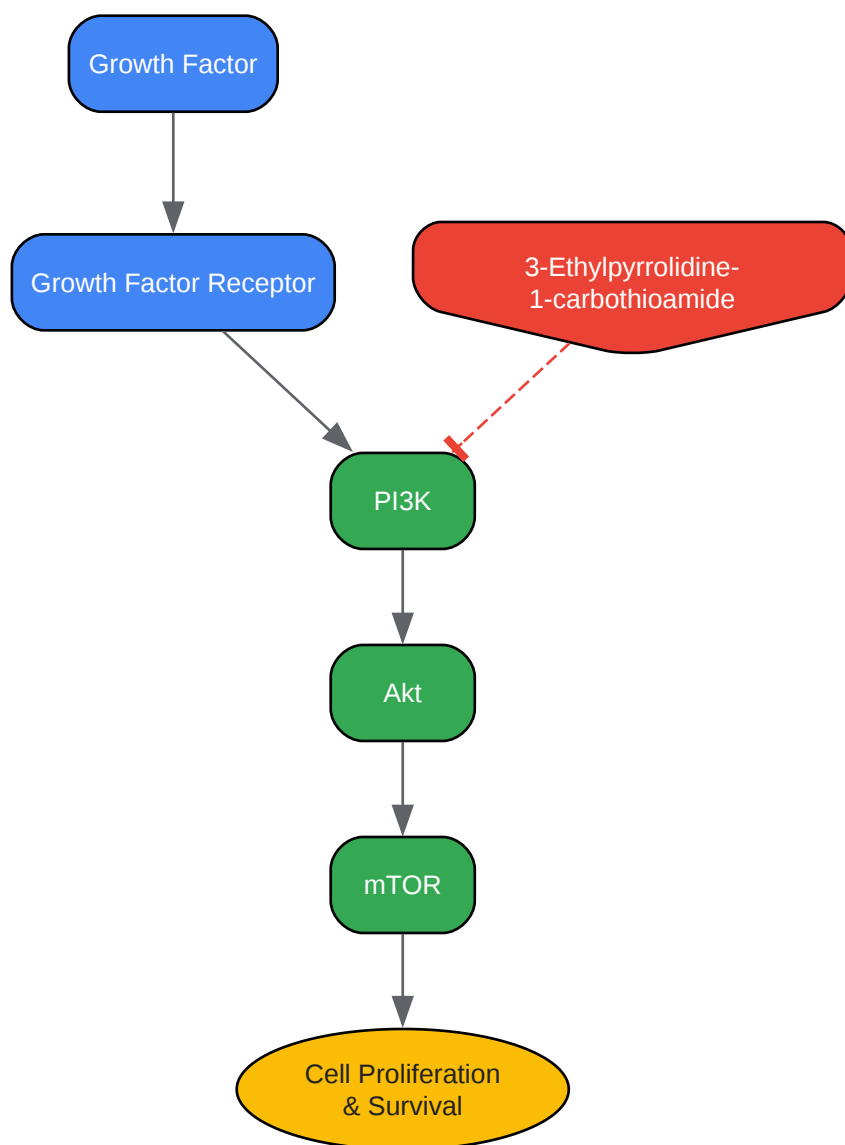 Growth Factor
Growth Factor Receptor
3-Ethylpyrrolidine-
1-carbothioamide
PI3K
Akt
mTOR
Cell Proliferation
& Survival